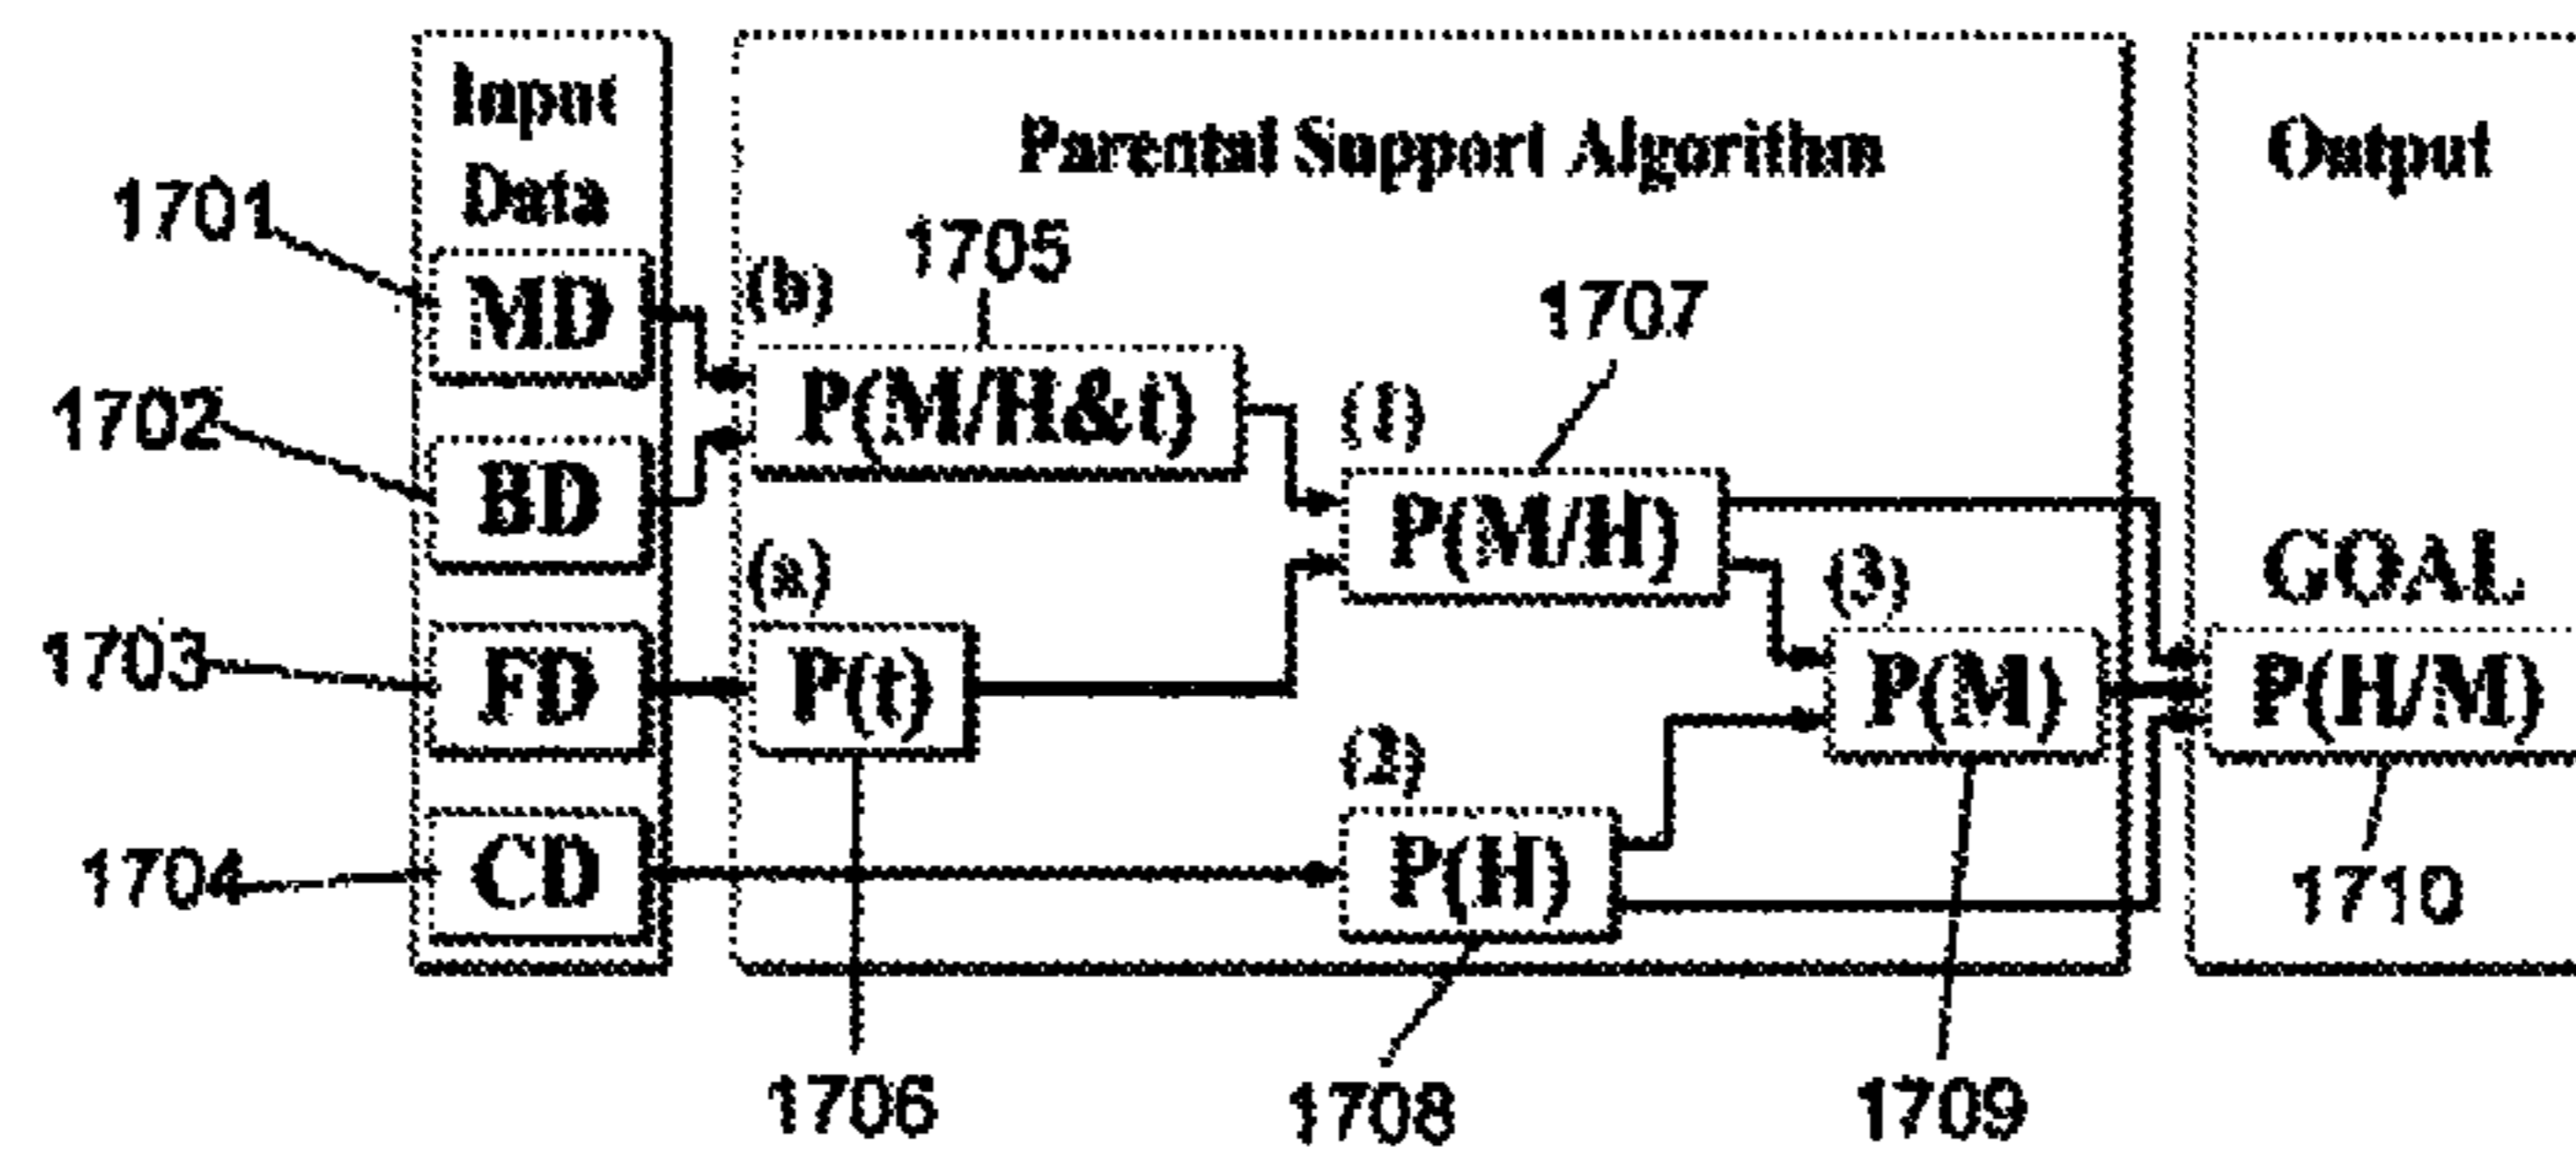 Input
Data
Parental Support Algorithm
Output
1701
1705
(b)
MD
1707
1702
P(M/H&t)
(1)
BD
P(M/H)
GOAL
(a)
(3)
1703
FD
P(t)
P(M)
P(H/M)
(2)
1704
CD
P(H)
1710
1706
1708
1709